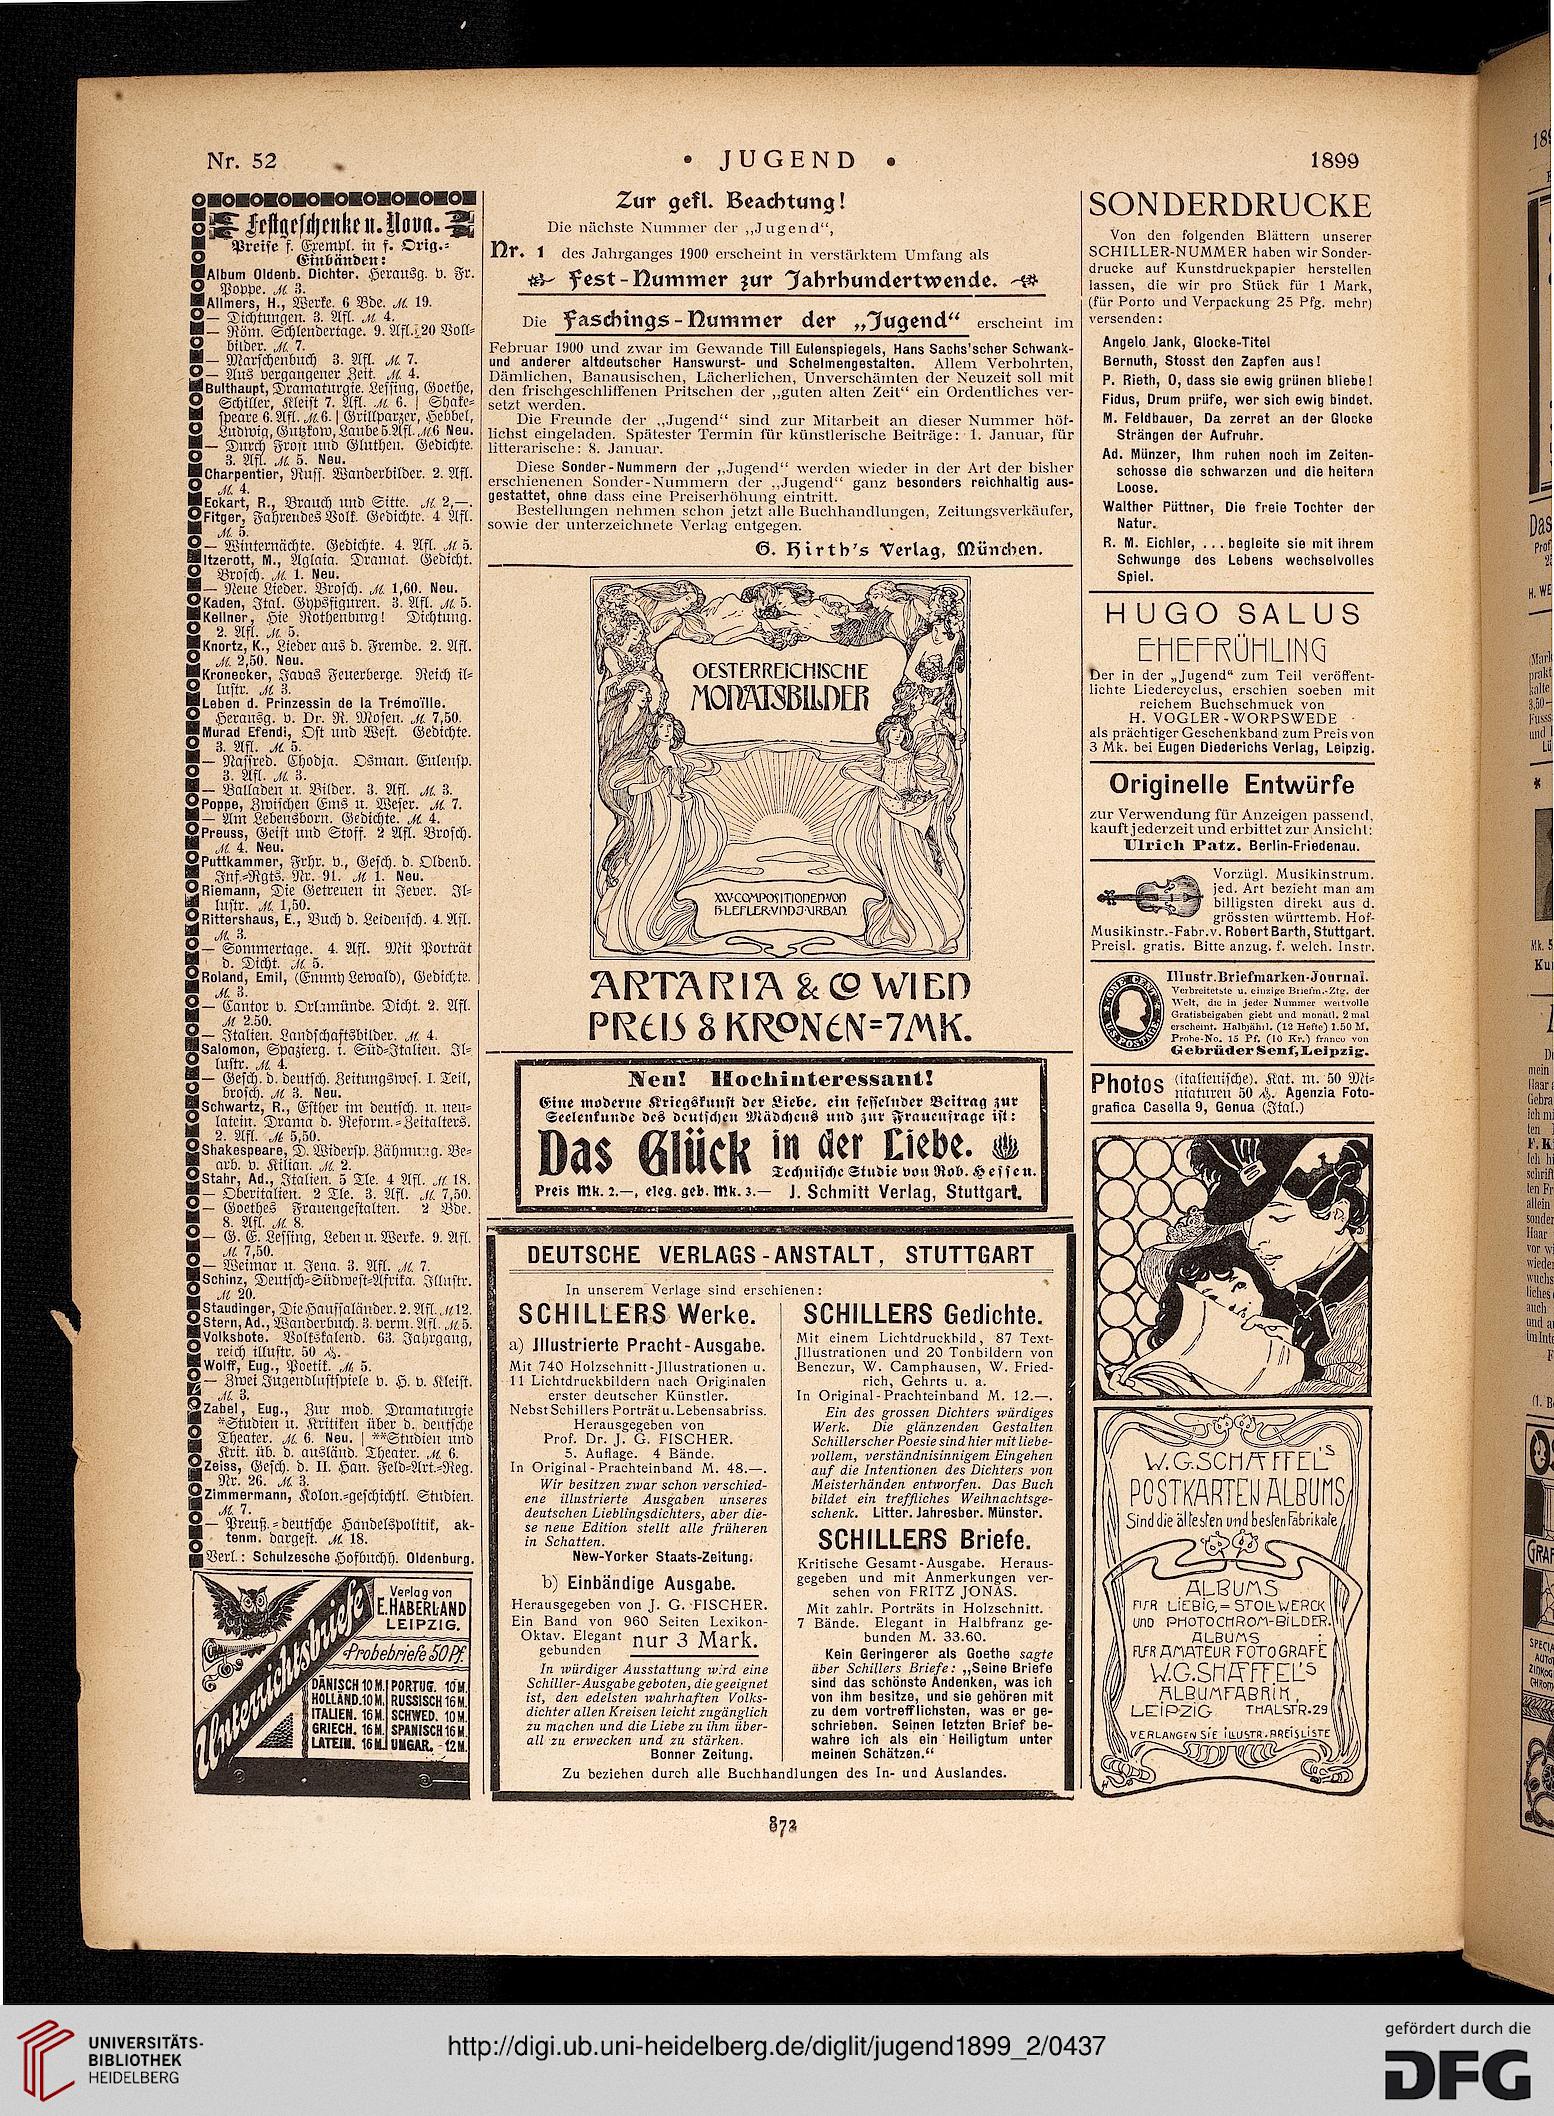 Nr. 52
• JUGEND •
1899
Festgeschenke u. Nova.
Preise f. Exempl. in f. Orig.-
Einbänden:
Album Oldenb. Dichter. Herausg. v. Fr.
Poppe. M. 3.
Allmers, H., Werke. 6 Bde. M. 19.
— Dichtungen. 3. Afl. M. 4.
— Röm. Schlendertage. 9. Afl. 20 Voll-
bilder. M. 7.
— Marschenbuch 3. Afl. M. 7.
— Aus vergangener Zeit. M. 4.
Bulthaupt, Dramaturgie. Lessing, Goethe,
Schiller, Kleist 7. Afl. M. 6. | Shake-
speare 6. Afl. M. 6. | Grillparzer, Hebbel,
Ludwig, Gutzkow, Laube 5. Afl. M. 6 Neu.
— Durch Frost und Gluthen. Gedichte.
3. Afl. M. 5. Neu.
Charpentier, Russ. Wanderbilder. 2. Afl.
M. 4.
Eckart, R., Brauch und Sitte. M. 2,—.
Fitger, Fahrendes Volk. Gedichte. 4. Afl.
M. 5.
— Winternächte. Gedichte. 4. Afl. M. 5.
Itzerott, M., Aglaia. Dramat. Gedicht.
Brosch. M. 1. Neu.
— Neue Lieder. Brosch. M. 1,60. Neu.
Kaden, Ital. Gypsfiguren. 3. Afl. M. 5.
Kellner, Hie Rothenburg! Dichtung.
2. Afl. M. 5.
Knortz, K., Lieder aus d. Fremde. 2. Afl.
M. 2,50. Neu.
Kronecker, Javas Feuerberge. Reich il-
lustr. M. 3.
Leben d. Prinzessin de la Trémoïlle.
Herausg. v. Dr. R. Mosen. M. 7,50.
Murad Efendi, Ost und West. Gedichte.
3. Afl. M. 5.
— Nassred. Chodja. Osman. Eulensp.
3. Afl. M. 3.
— Balladen u. Bilder. 3. Afl. M. 3.
Poppe, Zwischen Ems u. Weser. M. 7.
— Am Lebensborn. Gedichte. M. 4.
Preuss, Geist und Stoff. 2 Afl. Brosch.
M. 4. Neu.
Puttkammer, Frhr. v., Gesch. d. Oldenb.
Inf.-Rgts. Nr. 91. M. 1. Neu.
Riemann, Die Getreuen in Jever. Il-
lustr. M. 1,50.
Rittershaus, E., Buch d. Leidensch. 4. Afl.
M. 3.
— Sommertage. 4. Afl. Mit Porträt
d. Dicht. M. 5.
Roland, Emil, (Emmy Lewald), Gedichte.
M. 3.
— Cantor v. Orlamünde. Dicht. 2. Afl.
M. 2.50.
— Italien. Landschaftsbilder. M. 4.
Salomon, Spazierg. i. Süd-Italien. Il-
lustr. M. 4.
— Gesch. d. deutsch. Zeitungswes. I. Teil,
brosch. M. 3. Neu.
Schwartz, R., Esther im deutsch. u. neu-
latein. Drama d. Reform.-Zeitalters.
2. Afl. M. 5,50.
Shakespeare, D. Widersp. Zähmung. Be-
arb. v. Kilian. M. 2.
Stahr, Ad., Italien. 5 Tle. 4 Afl. M. 18.
— Oberitalien. 2 Tle. 3. Afl. M. 7,50.
— Goethes Frauengestalten. 2 Bde.
8. Afl. M. 8.
— G. E. Lessing, Leben u. Werke. 9. Afl.
M. 7,50.
— Weimar u. Jena. 3. Afl. M. 7.
Schinz, Deutsch-Südwest-Afrika. Illustr.
M. 20.
Staudinger, Die Haussaländer. 2. Afl. M. 12.
Stern, Ad., Wanderbuch. 3. verm. Afl. M. 5.
Volksbote. Volkskalend. 63. Jahrgang,
reich illustr. 50 ₰.
Wolff, Eug., Poetik. M. 5.
— Zwei Jugendlustspiele v. H. v. Kleist.
M. 3.
Zabel, Eug., Zur mod. Dramaturgie
*Studien u. Kritiken über d. deutsche
Theater. M. 6. Neu. | **Studien und
Krit. üb. d. ausländ. Theater. M. 6.
Zeiss, Gesch. d. II. Han. Feld-Art.-Reg.
Nr. 26. M. 3.
Zimmermann, Kolon.-geschichtl. Studien.
M. 7.
— Preuß.-deutsche Handelspolitik, ak-
tenm. dargest. M. 18.
Verl.: Schulzesche Hofbuchh. Oldenburg.
Unterrichtsbriefe
Verlag von
E. HABERLAND
LEIPZIG.
Probebriefe 50 Pf.
DÄNISCH 10 M. PORTUG. 10 M.
HOLLÄND. 10 M. RUSSISCH 16 M.
ITALIEN. 16 M. SCHWED. 10 M.
GRIECH. 16 M. SPANISCH 16 M.
LATEIN. 16 M. UNGAR. - 12 M.
Zur gefl. Beachtung!
Die nächste Nummer der „Jugend“,
Nr. 1 des Jahrganges 1900 erscheint in verstärktem Umfang als
Fest-Nummer zur Jahrhundertwende.
Die Faschings-Nummer der „Jugend“ erscheint im
Februar 1900 und zwar im Gewande Till Eulenspiegels, Hans Sachs'scher Schwank-
und anderer altdeutscher Hanswurst- und Schelmengestalten. Allem Verbohrten,
Dämlichen, Banausischen, Lächerlichen, Unverschämten der Neuzeit soll mit
den frischgeschliffenen Pritschen der „guten alten Zeit“ ein Ordentliches ver-
setzt werden.
Die Freunde der „Jugend“ sind zur Mitarbeit an dieser Nummer höf-
lichst eingeladen. Spätester Termin für künstlerische Beiträge: 1. Januar, für
litterarische: 8. Januar.
Diese Sonder-Nummern der „Jugend“ werden wieder in der Art der bisher
erschienenen Sonder-Nummern der „Jugend“ ganz besonders reichhaltig aus-
gestattet, ohne dass eine Preiserhöhung eintritt.
Bestellungen nehmen schon jetzt alle Buchhandlungen, Zeitungsverkäufer,
sowie der unterzeichnete Verlag entgegen.
G. Hirth's Verlag, München.
OESTERREICHISCHE
MONATSBILDER
XXV COMPOSITIONEN VON
H·LEFLER·VND·J·VRBAN
ARTARIA & CO WIEN
PREIS 8 KRONEN=7MK.
Neu! Hochinteressant!
Eine moderne Kriegskunst der Liebe, ein fesselnder Beitrag zur
Seelenkunde des deutschen Mädchens und zur Frauenfrage ist:
Das Glück in der Liebe.
Technische Studie von Rob. Hessen.
Preis Mk. 2.—, eleg. geb. Mk. 3.— J. Schmitt Verlag, Stuttgart.
DEUTSCHE VERLAGS-ANSTALT, STUTTGART
In unserem Verlage sind erschienen:
SCHILLERS Werke.
a) Jllustrierte Pracht-Ausgabe.
Mit 740 Holzschnitt-Jllustrationen u.
11 Lichtdruckbildern nach Originalen
erster deutscher Künstler.
Nebst Schillers Porträt u. Lebensabriss.
Herausgegeben von
Prof. Dr. J. G. FISCHER.
5. Auflage. 4 Bände.
In Original-Prachteinband M. 48.—.
Wir besitzen zwar schon verschied-
ene illustrierte Ausgaben unseres
deutschen Lieblingsdichters, aber die-
se neue Edition stellt alle früheren
in Schatten.
New-Yorker Staats-Zeitung.
b) Einbändige Ausgabe.
Herausgegeben von J. G. FISCHER.
Ein Band von 960 Seiten Lexikon-
Oktav. Elegant gebunden nur 3 Mark.
In würdiger Ausstattung wird eine
Schiller-Ausgabe geboten, die geeignet
ist, den edelsten wahrhaften Volks-
dichter allen Kreisen leicht zugänglich
zu machen und die Liebe zu ihm über-
all zu erwecken und zu stärken.
Bonner Zeitung.
SCHILLERS Gedichte.
Mit einem Lichtdruckbild, 87 Text-
Jllustrationen und 20 Tonbildern von
Benczur, W. Camphausen, W. Fried-
rich, Gehrts u. a.
In Original-Prachteinband M. 12.—.
Ein des grossen Dichters würdiges
Werk. Die glänzenden Gestalten
Schillerscher Poesie sind hier mit liebe-
vollem, verständnisinnigem Eingehen
auf die Intentionen des Dichters von
Meisterhänden entworfen. Das Buch
bildet ein treffliches Weihnachtsge-
schenk. Litter. Jahresber. Münster.
SCHILLERS Briefe.
Kritische Gesamt-Ausgabe. Heraus-
gegeben und mit Anmerkungen ver-
sehen von FRITZ JONAS.
Mit zahlr. Porträts in Holzschnitt.
7 Bände. Elegant in Halbfranz ge-
bunden M. 33.60.
Kein Geringerer als Goethe sagte
über Schillers Briefe: „Seine Briefe
sind das schönste Andenken, was ich
von ihm besitze, und sie gehören mit
zu dem vortrefflichsten, was er ge-
schrieben. Seinen letzten Brief be-
wahre ich als ein Heiligtum unter
meinen Schätzen.“
Zu beziehen durch alle Buchhandlungen des In- und Auslandes.
SONDERDRUCKE
Von den folgenden Blättern unserer
SCHILLER-NUMMER haben wir Sonder-
drucke auf Kunstdruckpapier herstellen
lassen, die wir pro Stück für 1 Mark,
(für Porto und Verpackung 25 Pfg. mehr)
versenden:
Angelo Jank, Glocke-Titel
Bernuth, Stosst den Zapfen aus!
P. Rieth, O, dass sie ewig grünen bliebe!
Fidus, Drum prüfe, wer sich ewig bindet.
M. Feldbauer, Da zerret an der Glocke
Strängen der Aufruhr.
Ad. Münzer, Ihm ruhen noch im Zeiten-
schosse die schwarzen und die heitern
Loose.
Walther Püttner, Die freie Tochter der
Natur.
R. M. Eichler, ... begleite sie mit ihrem
Schwunge des Lebens wechselvolles
Spiel.
HUGO SALUS
EHEFRÜHLING
Der in der „Jugend“ zum Teil veröffent-
lichte Liedercyclus, erschien soeben mit
reichem Buchschmuck von
H. VOGLER-WORPSWEDE
als prächtiger Geschenkband zum Preis von
3 Mk. bei Eugen Diederichs Verlag, Leipzig.
Originelle Entwürfe
zur Verwendung für Anzeigen passend,
kauft jederzeit und erbittet zur Ansicht:
Ulrich Patz. Berlin-Friedenau.
Vorzügl. Musikinstrum.
jed. Art bezieht man am
billigsten direkt aus d.
grössten württemb. Hof-
Musikinstr.-Fabr. v. Robert Barth, Stuttgart.
Preisl. gratis. Bitte anzug. f. welch. Instr.
Illustr. Briefmarken-Journal.
Verbreitetste u. einzige Briefm.-Ztg. der
Welt, die in jeder Nummer wertvolle
Gratisbeigaben giebt und monatl. 2 mal
erscheint. Halbjährl. (12 Hefte) 1.50 M.
Probe-No. 15 Pf. (10 Kr.) franco von
Gebrüder Senf, Leipzig.
Photos (italienische). Kat. m. 50 Mi-
niaturen 50 ₰. Agenzia Foto-
grafica Casella 9, Genua (Ital.)
W.G.SCHAFFEL'S
POSTKARTEN ALBUMS
Sind die ältesten und besten Fabrikate
ALBUMS
FUR LIEBIG,= STOLLWERCK
UND PHOTOCHROM-BILDER.
ALBUMS
FUR AMATEUR FOTOGRAFE
W.G.SHAFFEL'S
ALBUMFABRIK,
LEIPZIG THALSTR.29
VERLANGEN SIE ILLUSTR. PREISLISTE
872
UNIVERSITÄTS-
BIBLIOTHEK
HEIDELBERG
http://digi.ub.uni-heidelberg.de/diglit/jugend1899_2/0437
gefördert durch die
DFG